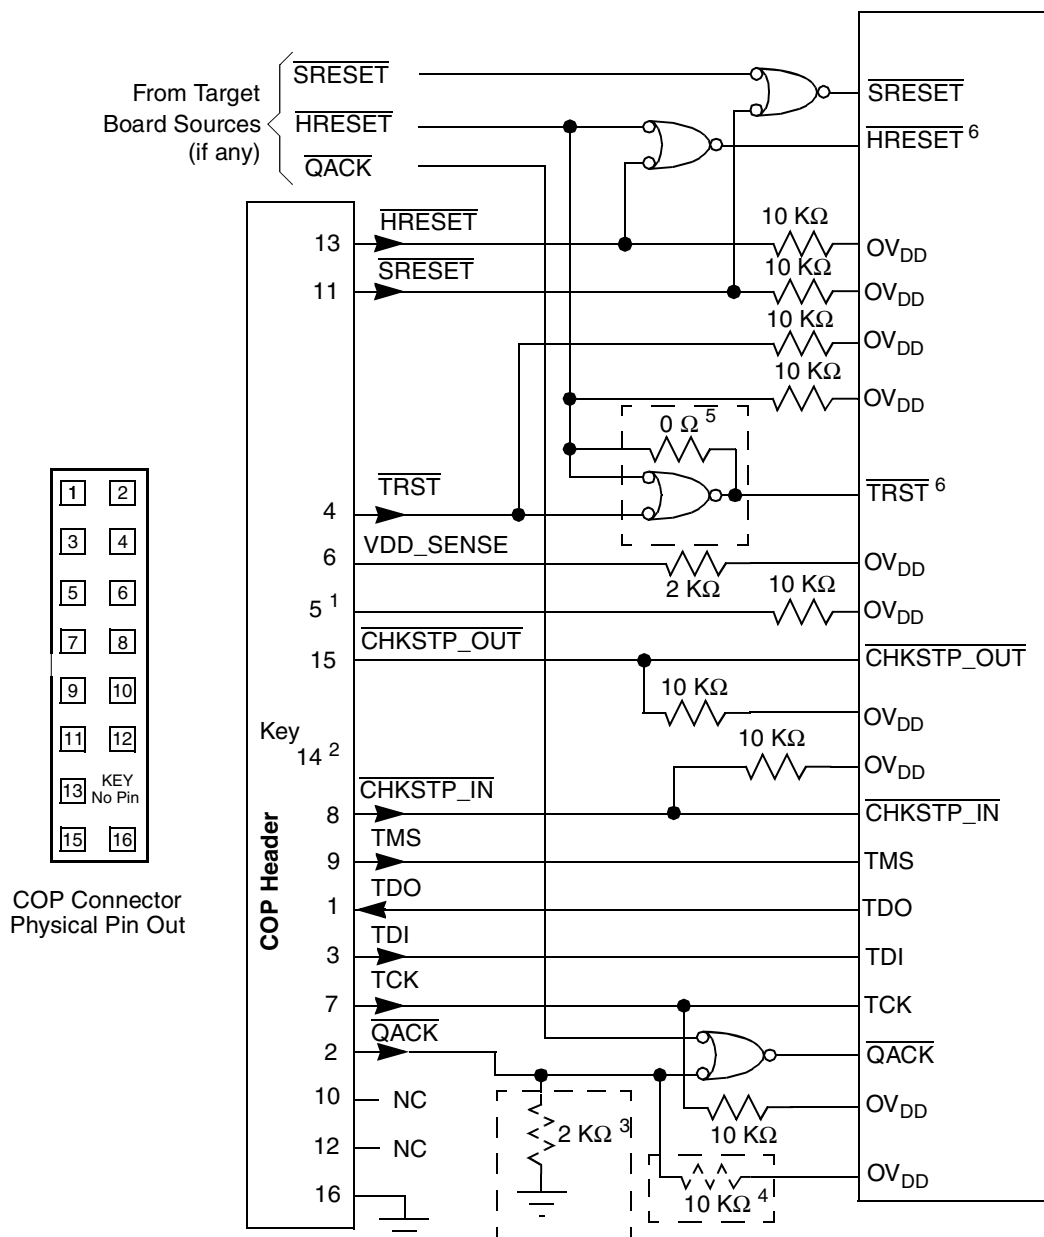 From Target
Board Sources
(if any)
SRESET
HRESET
QACK
SRESET
HRESET 6
13
HRESET
10 KΩ
OVDD
11
SRESET
10 KΩ
OVDD
10 KΩ
OVDD
10 KΩ
OVDD
0 Ω 5
4
TRST
TRST 6
6
VDD_SENSE
2 KΩ
OVDD
5 1
10 KΩ
OVDD
15
CHKSTP_OUT
CHKSTP_OUT
10 KΩ
OVDD
Key
14 2
10 KΩ
OVDD
8
CHKSTP_IN
CHKSTP_IN
9
TMS
TMS
1
TDO
TDO
3
TDI
TDI
7
TCK
TCK
2
QACK
QACK
10
NC
10 KΩ
OVDD
12
NC
2 KΩ 3
10 KΩ 4
OVDD
16
COP Header
1 2
3 4
5 6
7 8
9 10
11 12
13 KEY
No Pin
15 16
COP Connector
Physical Pin Out